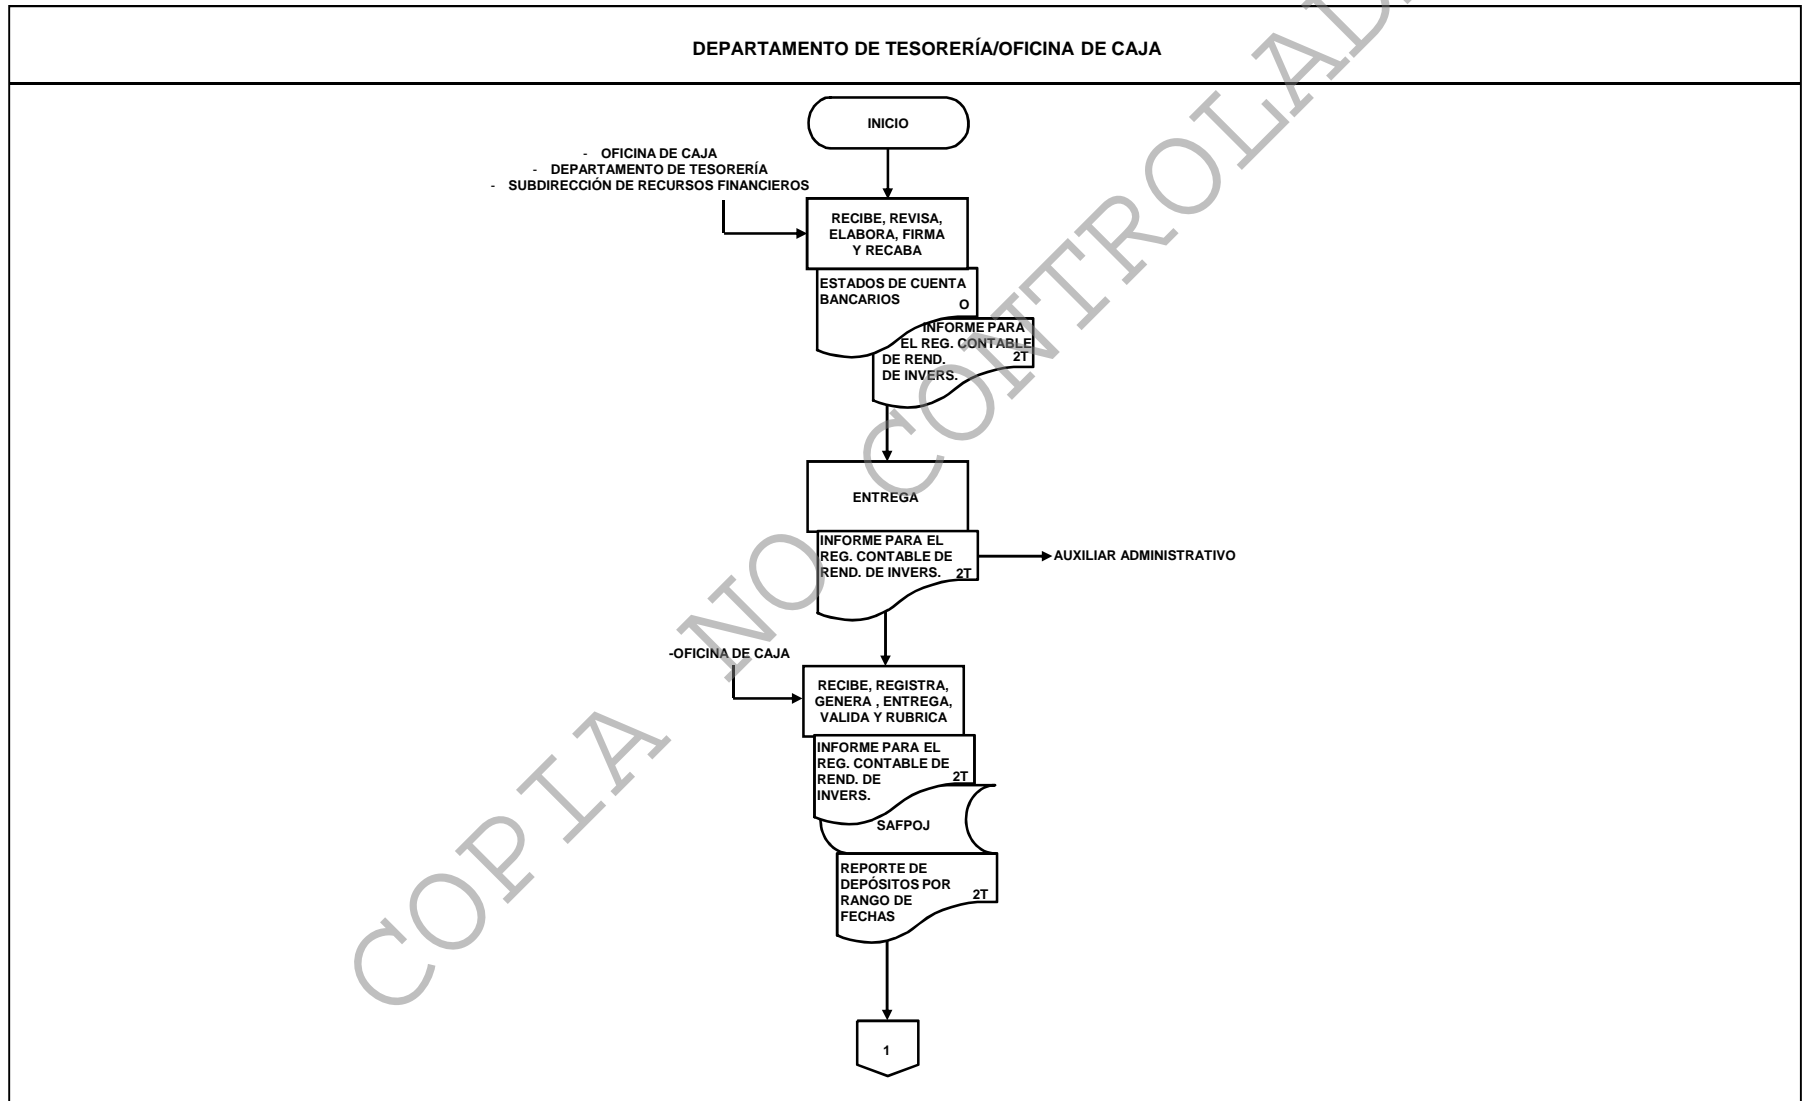 DEPARTAMENTO DE TESORERÍA/OFICINA DE CAJA
INICIO
- OFICINA DE CAJA
- DEPARTAMENTO DE TESORERÍA
- SUBDIRECCIÓN DE RECURSOS FINANCIEROS
RECIBE, REVISA,
ELABORA, FIRMA
Y RECABA
ESTADOS DE CUENTA
BANCARIOS
O
INFORME PARA
EL REG. CONTABLE
DE REND. 2T
DE INVERS.
ENTREGA
INFORME PARA EL
REG. CONTABLE DE
REND. DE INVERS. 2T
AUXILIAR ADMINISTRATIVO
-OFICINA DE CAJA
RECIBE, REGISTRA,
GENERA , ENTREGA,
VALIDA Y RUBRICA
INFORME PARA EL
REG. CONTABLE DE
REND. DE 2T
INVERS.
SAFPOJ
REPORTE DE
DEPÓSITOS POR
RANGO DE 2T
FECHAS
1
COPIA NO CONTROLAD